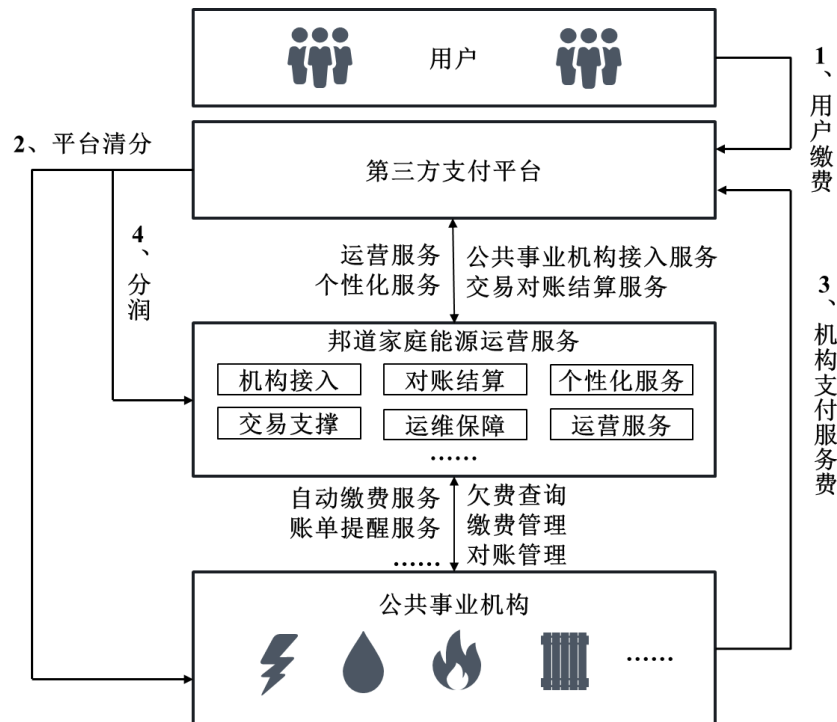 用户
1、用户缴费
2、平台清分
第三方支付平台
4、分润
运营服务
个性化服务
公共事业机构接入服务
交易对账结算服务
3、机构支付服务费
邦道家庭能源运营服务
机构接入
对账结算
个性化服务
交易支撑
运维保障
运营服务
……
自动缴费服务
账单提醒服务
……
欠费查询
缴费管理
对账管理
公共事业机构
……